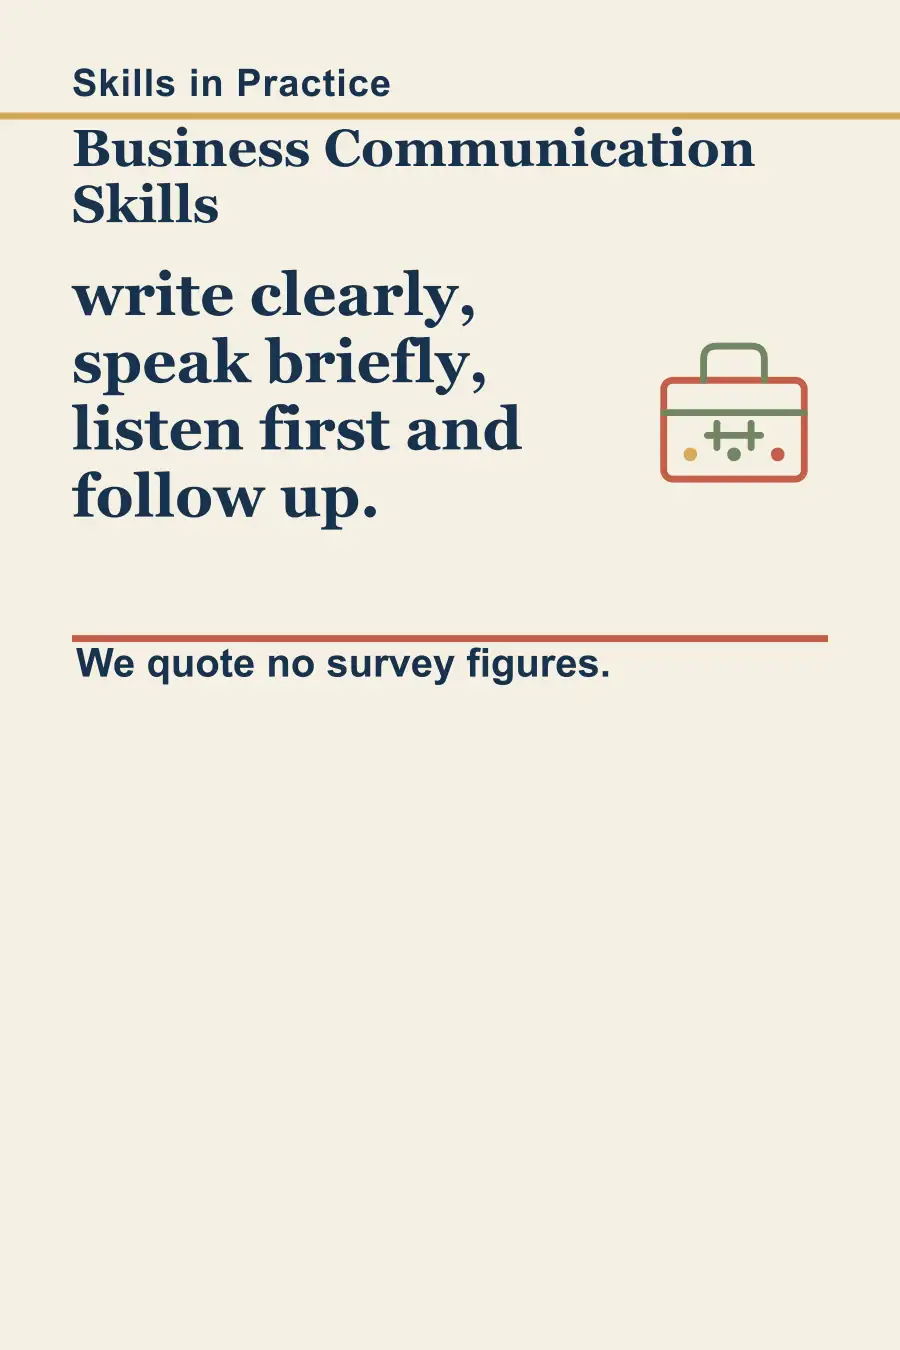 Skills in Practice
Business Communication
Skills
write clearly,
speak briefly,
listen first and
follow up.
We quote no survey figures.